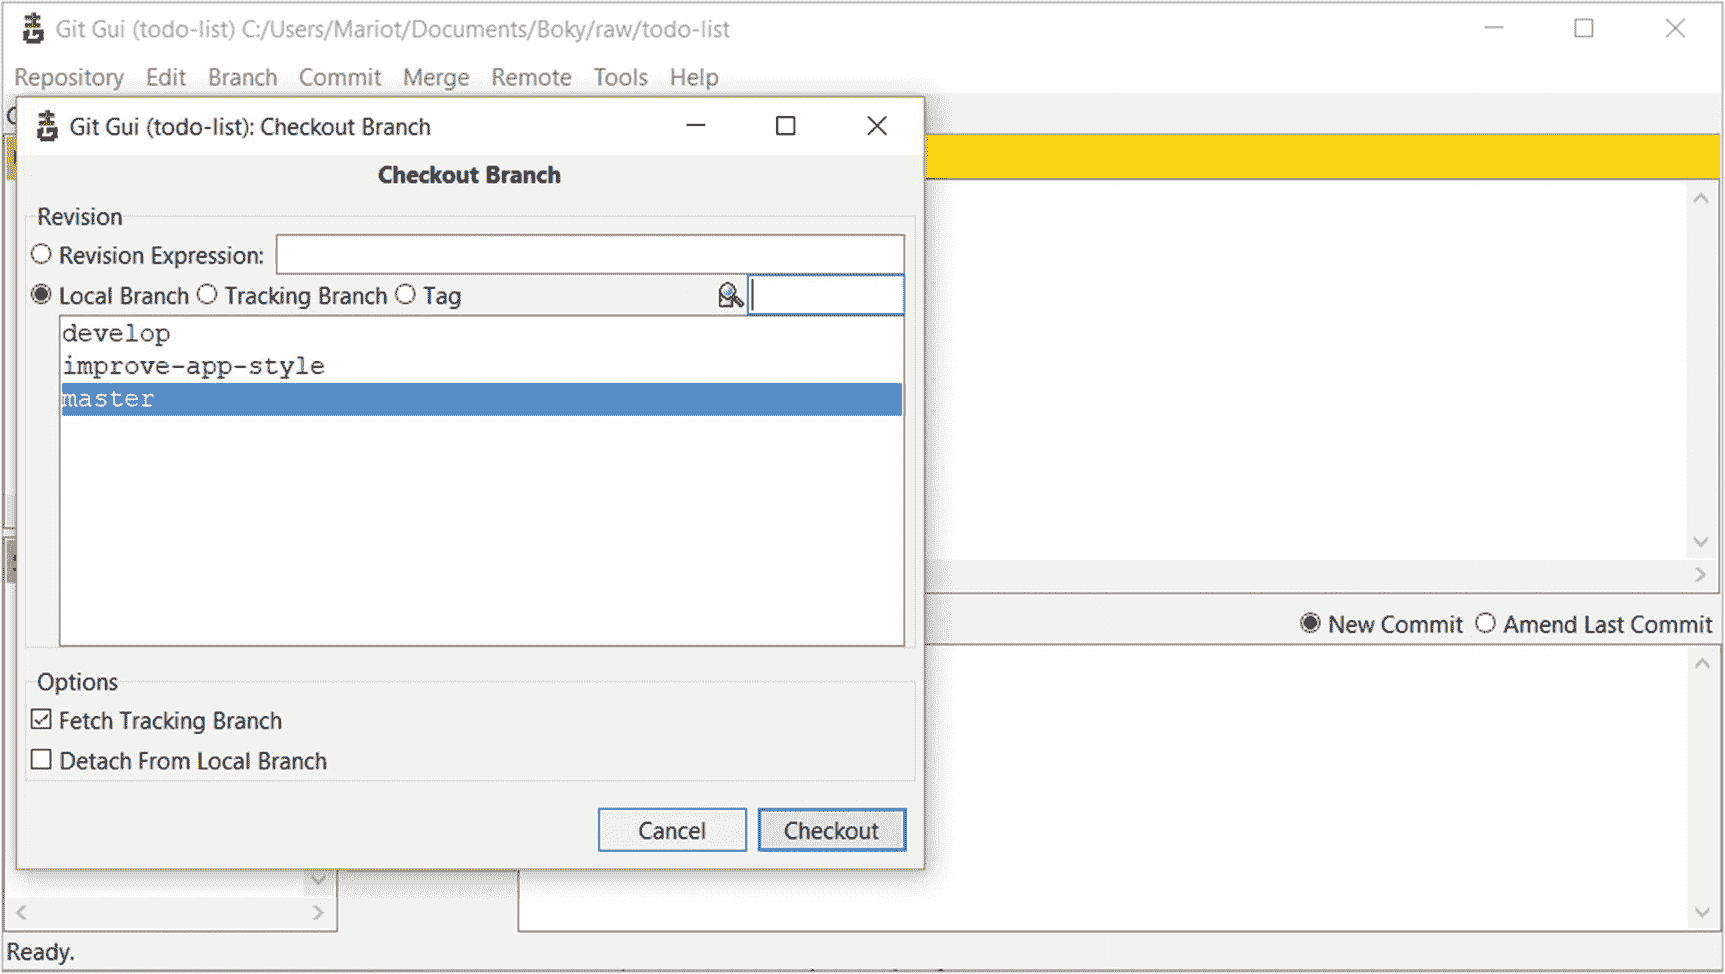 Git Gui (todo-list) C:/Users/Mariot/Documents/Boky/raw/todo-list
Repository Edit Branch Commit Merge Remote Tools Help
Git Gui (todo-list): Checkout Branch
Checkout Branch
Revision
Revision Expression:
Local Branch Tracking Branch Tag
develop
improve-app-style
master
New Commit Amend Last Commit
Options
Fetch Tracking Branch
Detach From Local Branch
Cancel Checkout
Ready.